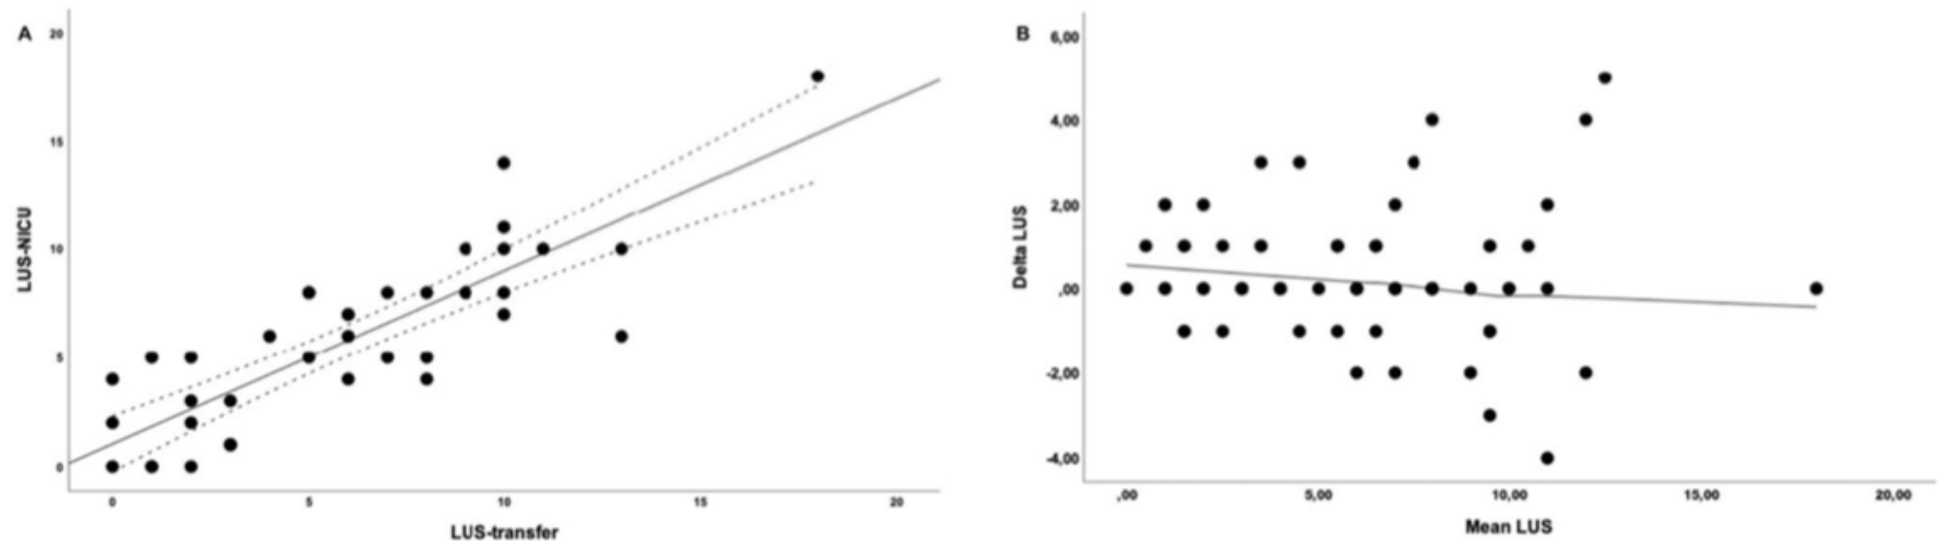 A
20
15
10
5
0
LUS-NICU
0 5 10 15 20
LUS-transfer
B
6,00
4,00
2,00
,00
-2,00
-4,00
Delta LUS
,00 5,00 10,00 15,00 20,00
Mean LUS